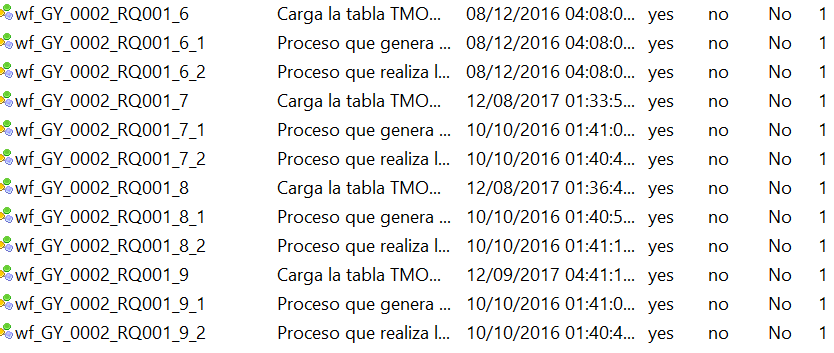 wf_GY_0002_RQ001_6 Carga la tabla TMO... 08/12/2016 04:08:0... yes no No 1
wf_GY_0002_RQ001_6_1 Proceso que genera ... 08/12/2016 04:08:0... yes no No 1
wf_GY_0002_RQ001_6_2 Proceso que realiza l... 08/12/2016 04:08:0... yes no No 1
wf_GY_0002_RQ001_7 Carga la tabla TMO... 12/08/2017 01:33:5... yes no No 1
wf_GY_0002_RQ001_7_1 Proceso que genera ... 10/10/2016 01:41:0... yes no No 1
wf_GY_0002_RQ001_7_2 Proceso que realiza l... 10/10/2016 01:40:4... yes no No 1
wf_GY_0002_RQ001_8 Carga la tabla TMO... 12/08/2017 01:36:4... yes no No 1
wf_GY_0002_RQ001_8_1 Proceso que genera ... 10/10/2016 01:40:5... yes no No 1
wf_GY_0002_RQ001_8_2 Proceso que realiza l... 10/10/2016 01:41:1... yes no No 1
wf_GY_0002_RQ001_9 Carga la tabla TMO... 12/09/2017 04:41:1... yes no No 1
wf_GY_0002_RQ001_9_1 Proceso que genera ... 10/10/2016 01:41:0... yes no No 1
wf_GY_0002_RQ001_9_2 Proceso que realiza l... 10/10/2016 01:40:4... yes no No 1